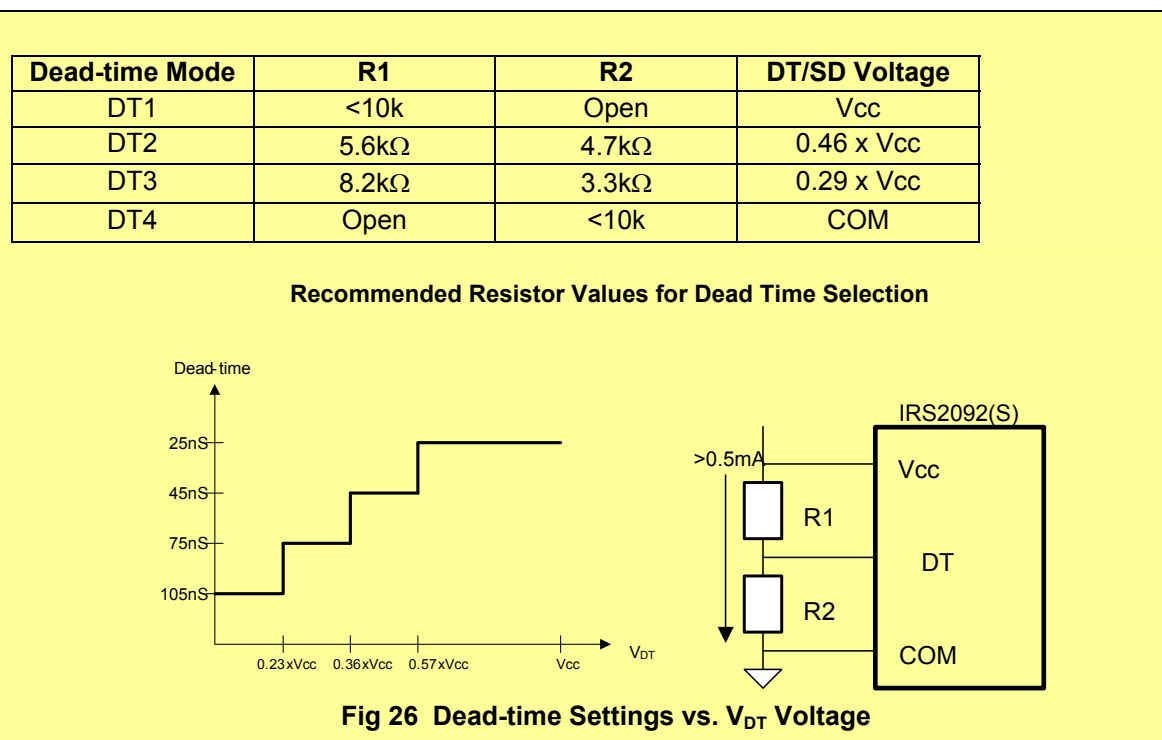 Dead-time Mode R1 R2 DT/SD Voltage
DT1 <10k Open Vcc
DT2 5.6kΩ 4.7kΩ 0.46 x Vcc
DT3 8.2kΩ 3.3kΩ 0.29 x Vcc
DT4 Open <10k COM
Recommended Resistor Values for Dead Time Selection
Dead-time
25nS
45nS
75nS
105nS
0.23xVcc 0.36xVcc 0.57xVcc Vcc
VDT
IRS2092(S)
>0.5mA
Vcc
R1
DT
R2
COM
Fig 26 Dead-time Settings vs. VDT Voltage